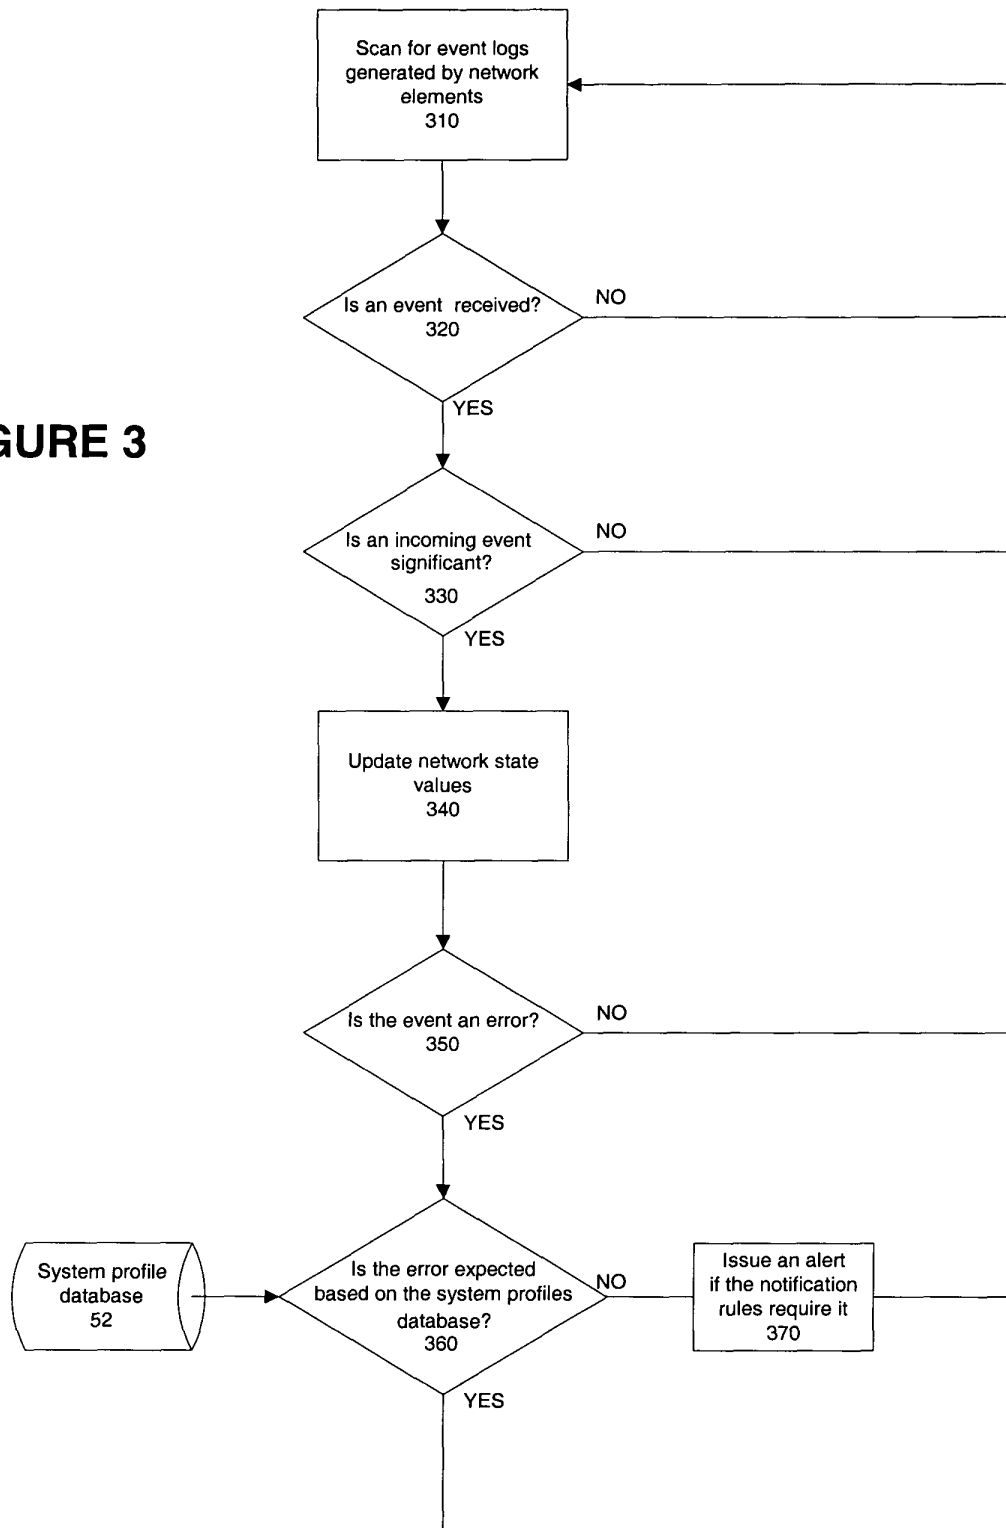 Scan for event logs
generated by network
elements
310
Is an event received?
320
NO
YES
GURE 3
Is an incoming event
significant?
330
NO
YES
Update network state
values
340
Is the event an error?
350
NO
YES
System profile
database
52
Is the error expected
based on the system profiles
database?
360
NO
Issue an alert
if the notification
rules require it
370
YES